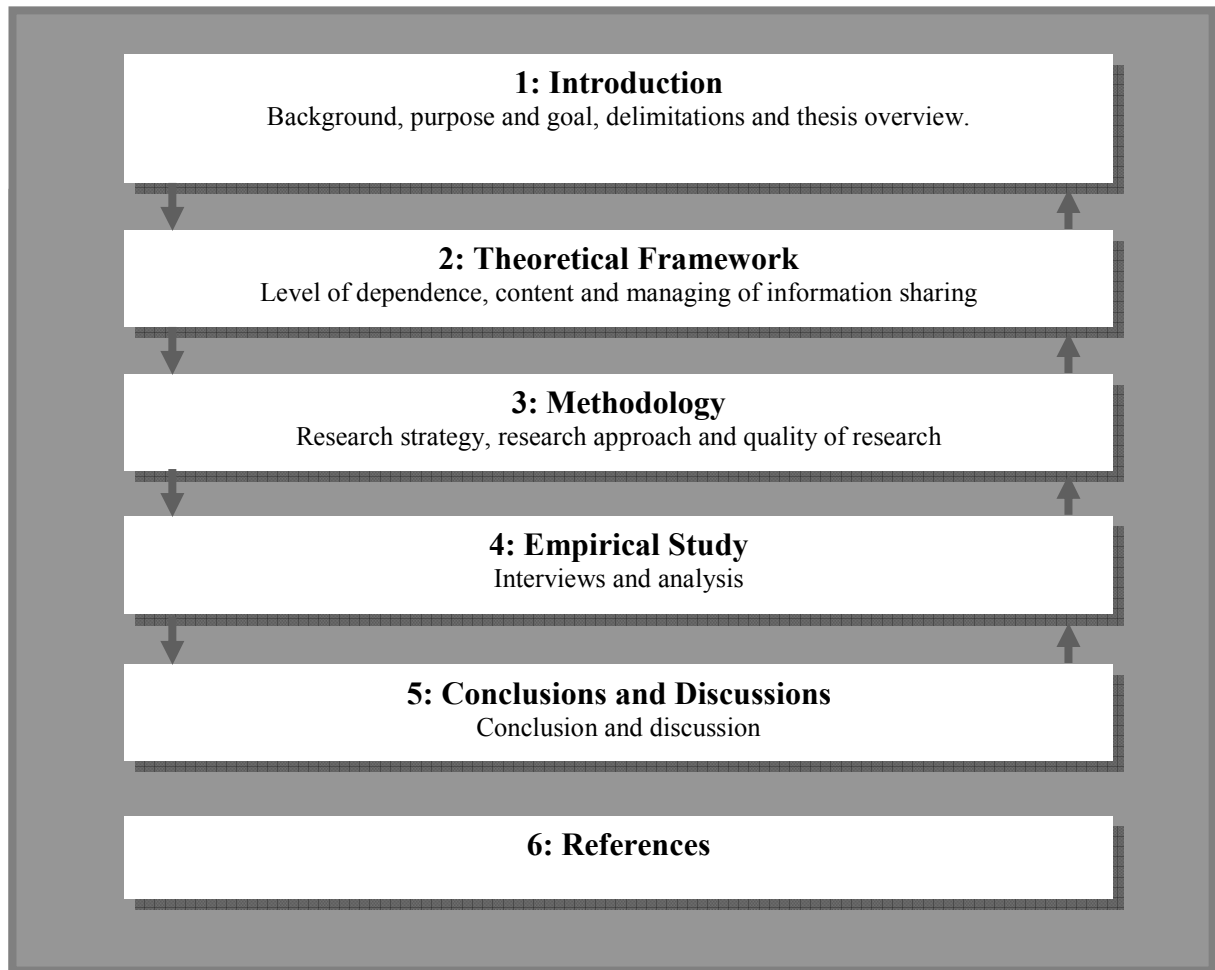 1: Introduction
Background, purpose and goal, delimitations and thesis overview.
2: Theoretical Framework
Level of dependence, content and managing of information sharing
3: Methodology
Research strategy, research approach and quality of research
4: Empirical Study
Interviews and analysis
5: Conclusions and Discussions
Conclusion and discussion
6: References